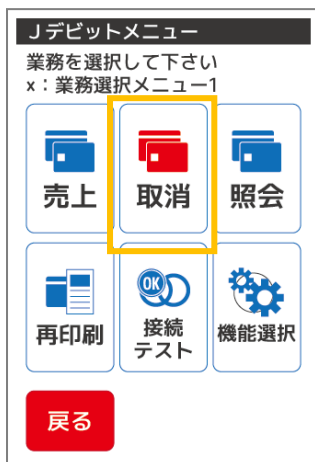 Jデビットメニュー
業務を選択して下さい
x：業務選択メニュー1
売上
取消
照会
OK
再印刷
接続
テスト
機能選択
戻る